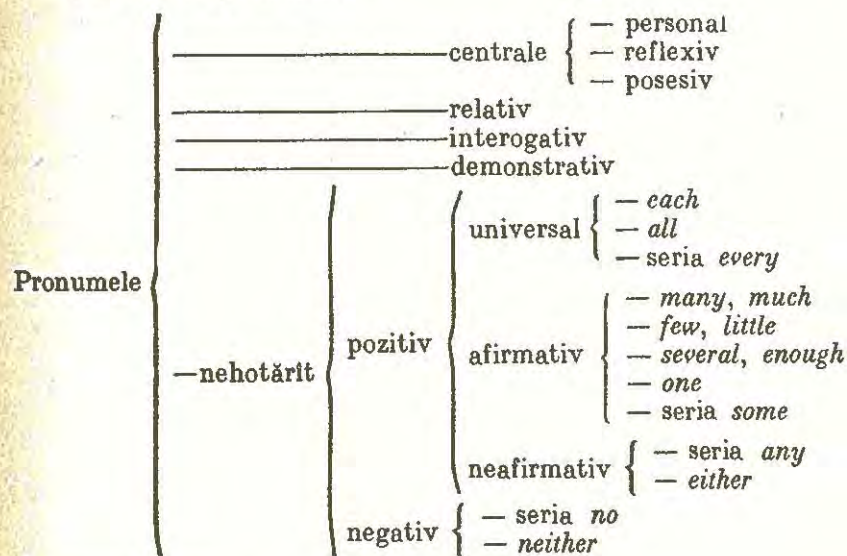 — personal
centrale — reflexiv
— posesiv
relativ
interogativ
demonstrativ
— each
universal — all
— seria every
Pronumele
— many, much
— few, little
—nehotărît pozitiv afirmativ — several, enough
— one
— seria some
— seria any
neafirmativ — either
negativ — seria no
— neither